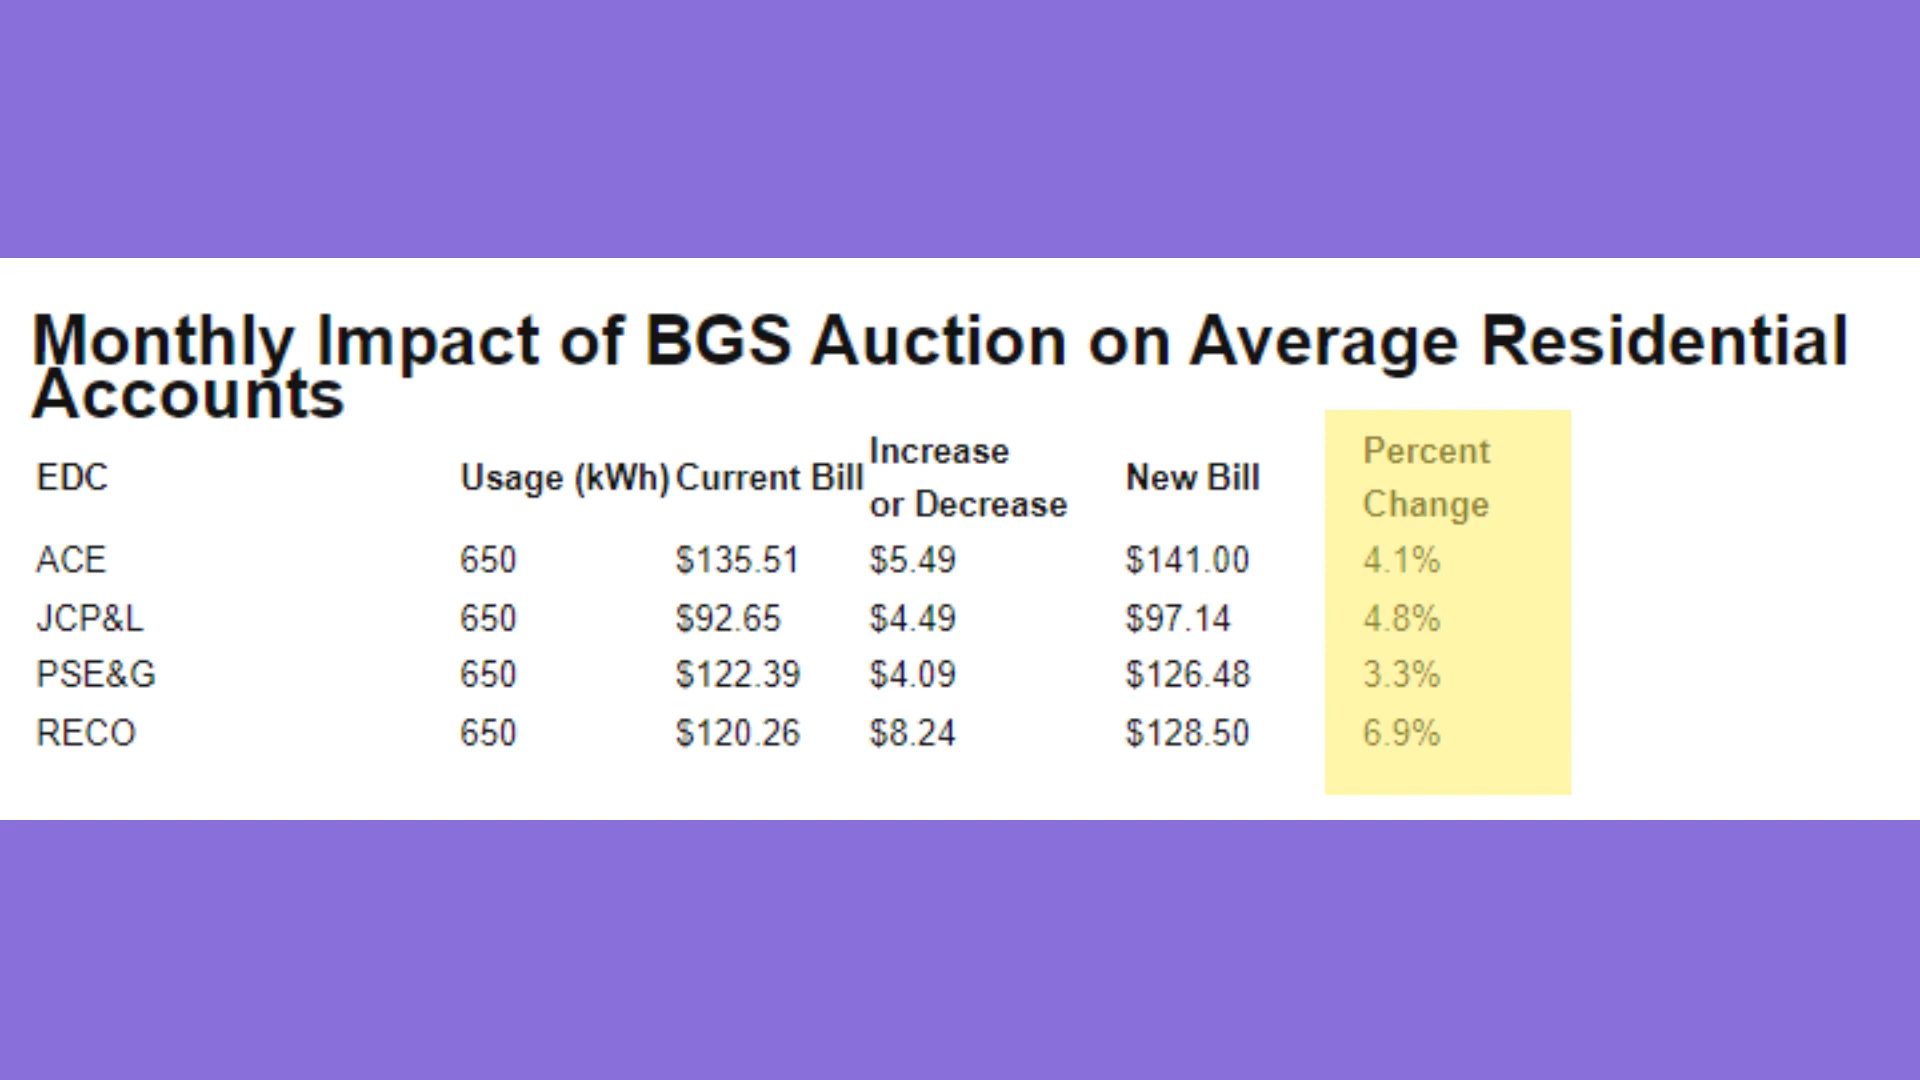 Monthly Impact of BGS Auction on Average Residential
Accounts
EDC Usage (kWh) Current Bill Increase or Decrease New Bill Percent Change
ACE 650 $135.51 $5.49 $141.00 4.1%
JCP&L 650 $92.65 $4.49 $97.14 4.8%
PSE&G 650 $122.39 $4.09 $126.48 3.3%
RECO 650 $120.26 $8.24 $128.50 6.9%